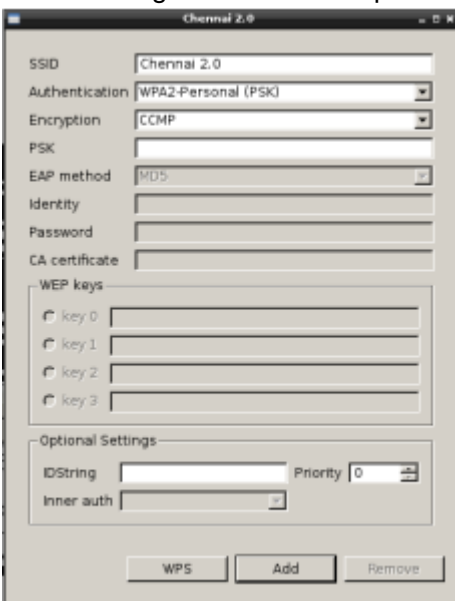 Chennai 2.0
SSID Chennai 2.0
Authentication WPA2-Personal (PSK)
Encryption CCMP
PSK
EAP method MD5
Identity
Password
CA certificate
WEP keys
key 0
key 1
key 2
key 3
Optional Settings
IDString Priority 0
Inner auth
WPS Add Remove